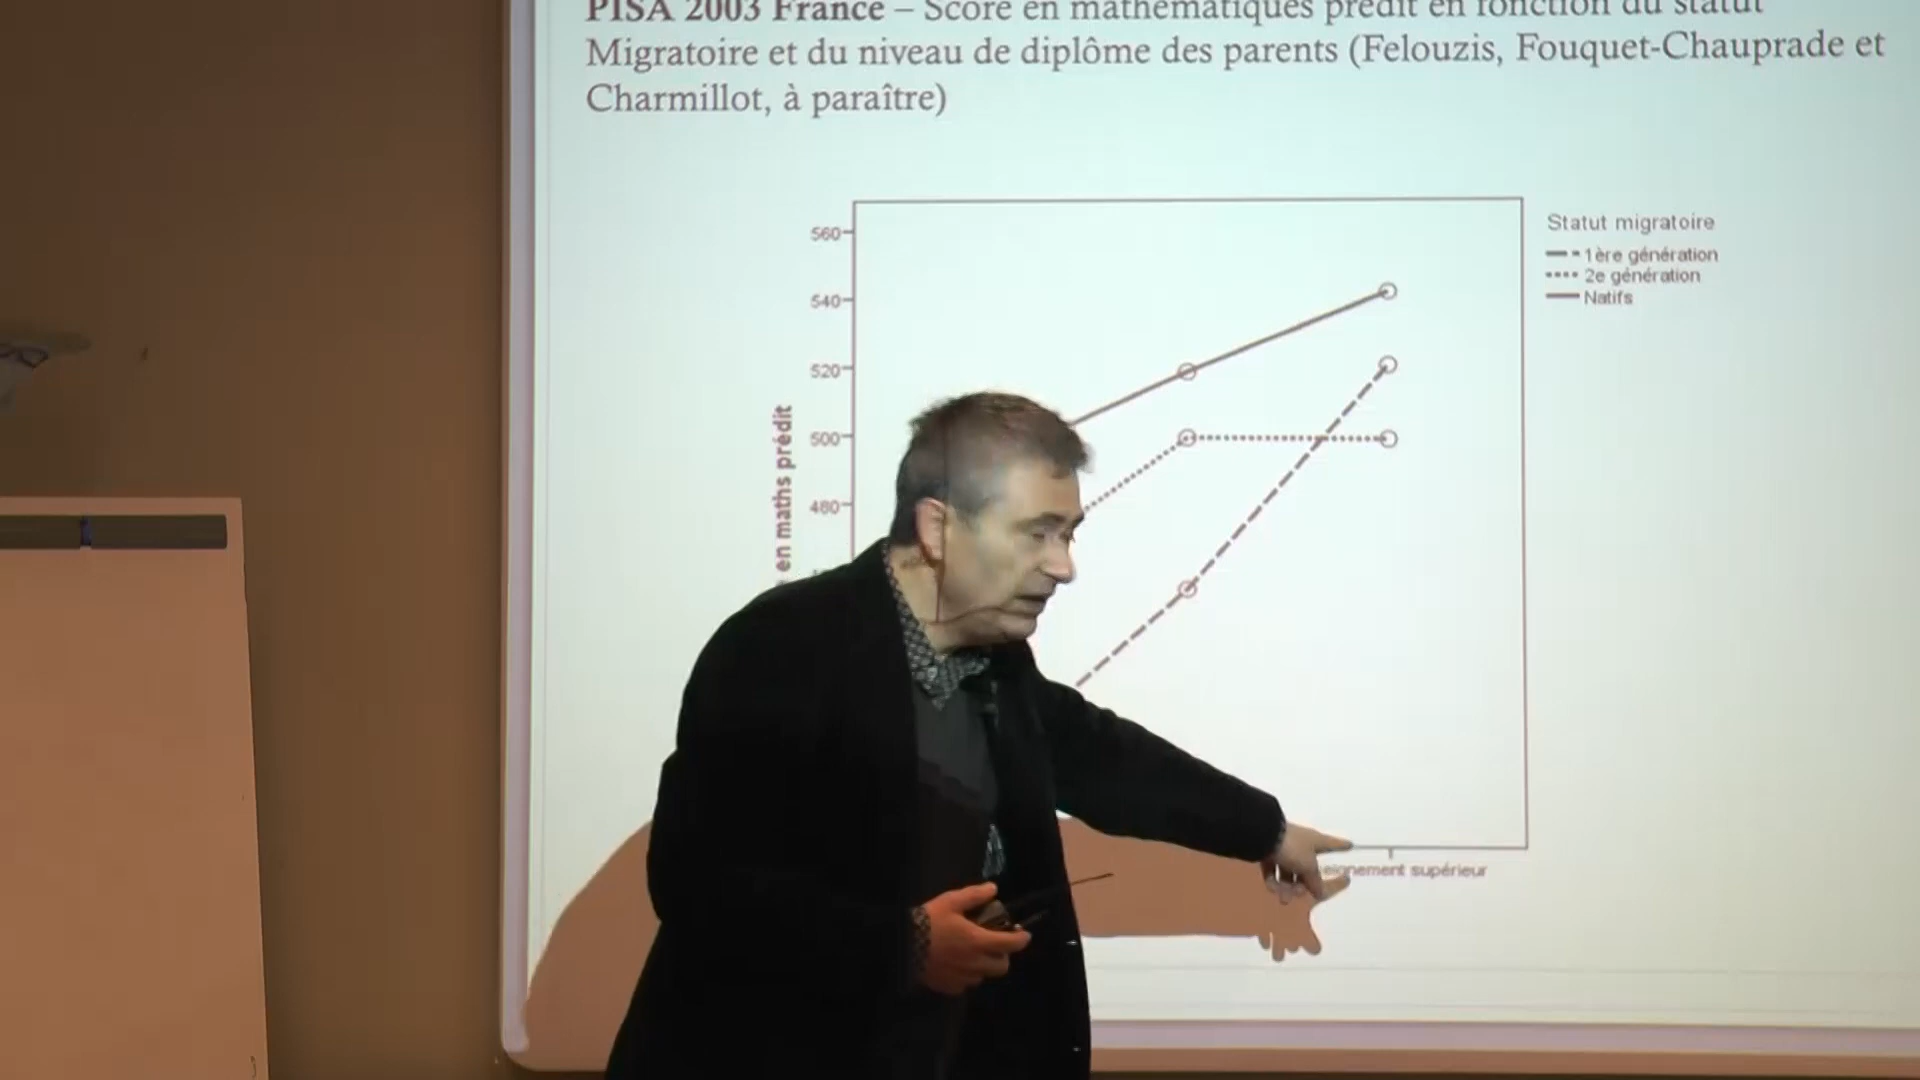 PISA 2003 France – Score en mathématiques prédit en fonction du statut
Migratoire et du niveau de diplôme des parents (Felouzis, Fouquet-Chauprade et
Charmillot, à paraître)
Statut migratoire
1ère génération
2e génération
Natifs
560
540
520
500
480
en maths prédit
supérieur